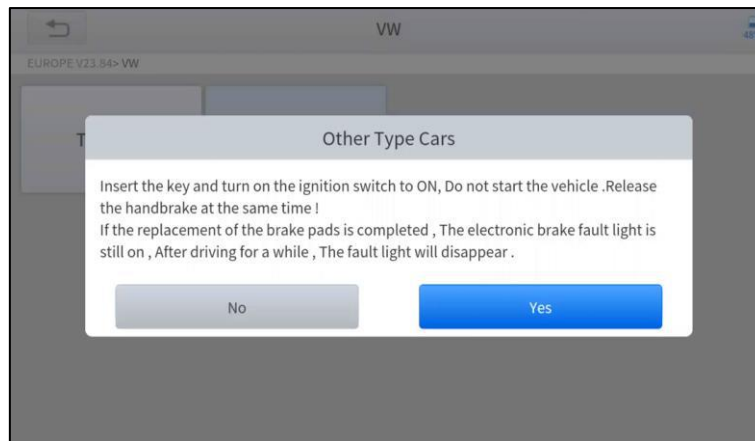 VW
EUROPE V23.84> VW
T
Other Type Cars
Insert the key and turn on the ignition switch to ON, Do not start the vehicle .Release
the handbrake at the same time !
If the replacement of the brake pads is completed , The electronic brake fault light is
still on , After driving for a while , The fault light will disappear .
No
Yes